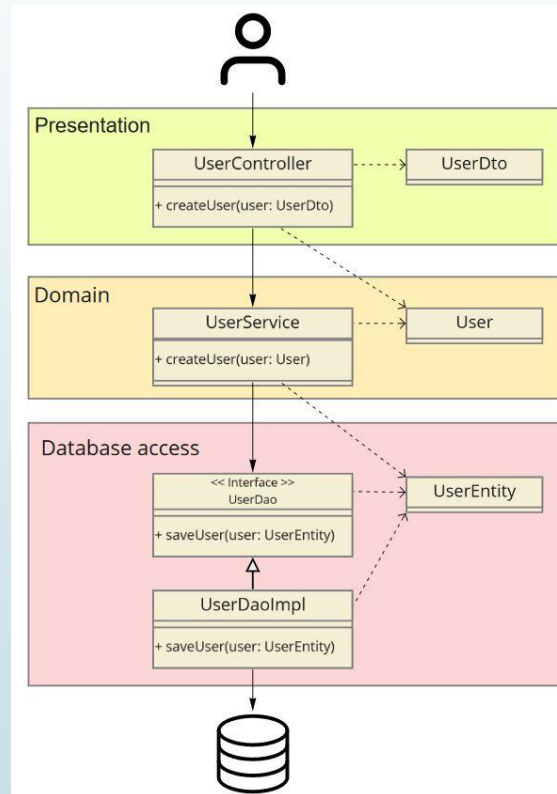 Presentation
UserController
UserDto
+ createUser(user: UserDto)
Domain
UserService
User
+ createUser(user: User)
Database access
<< Interface >>
UserDao
UserEntity
+ saveUser(user: UserEntity)
UserDaoImpl
+ saveUser(user: UserEntity)